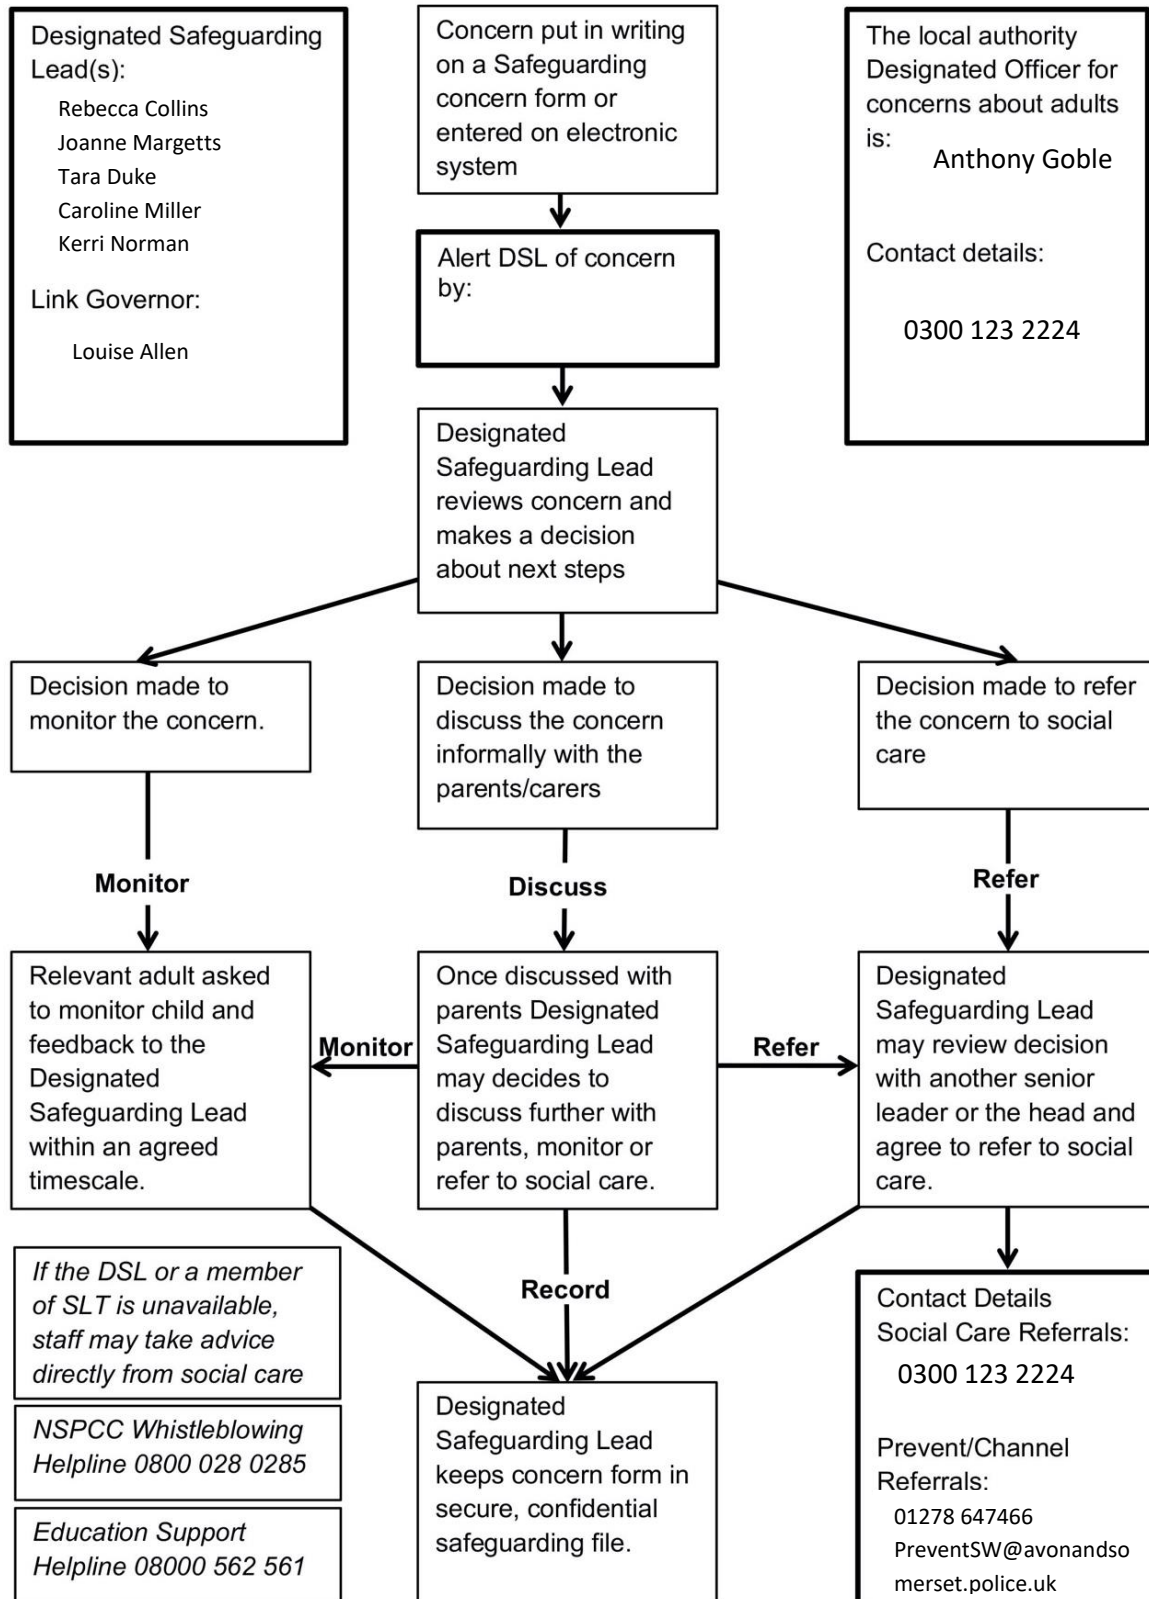 Designated Safeguarding
Lead(s):
Rebecca Collins
Joanne Margetts
Tara Duke
Caroline Miller
Kerri Norman
Link Governor:
Louise Allen
Concern put in writing
on a Safeguarding
concern form or
entered on electronic
system
The local authority
Designated Officer for
concerns about adults
is:
Anthony Goble
Contact details:
0300 123 2224
Alert DSL of concern
by:
Designated
Safeguarding Lead
reviews concern and
makes a decision
about next steps
Decision made to
monitor the concern.
Decision made to
discuss the concern
informally with the
parents/carers
Decision made to refer
the concern to social
care
Monitor
Discuss
Refer
Relevant adult asked
to monitor child and
feedback to the
Designated
Safeguarding Lead
within an agreed
timescale.
Monitor
Once discussed with
parents Designated
Safeguarding Lead
may decides to
discuss further with
parents, monitor or
refer to social care.
Refer
Designated
Safeguarding Lead
may review decision
with another senior
leader or the head and
agree to refer to social
care.
If the DSL or a member
of SLT is unavailable,
staff may take advice
directly from social care
NSPCC Whistleblowing
Helpline 0800 028 0285
Education Support
Helpline 08000 562 561
Record
Designated
Safeguarding Lead
keeps concern form in
secure, confidential
safeguarding file.
Contact Details
Social Care Referrals:
0300 123 2224
Prevent/Channel
Referrals:
01278 647466
PreventSW@avonandso
merset.police.uk